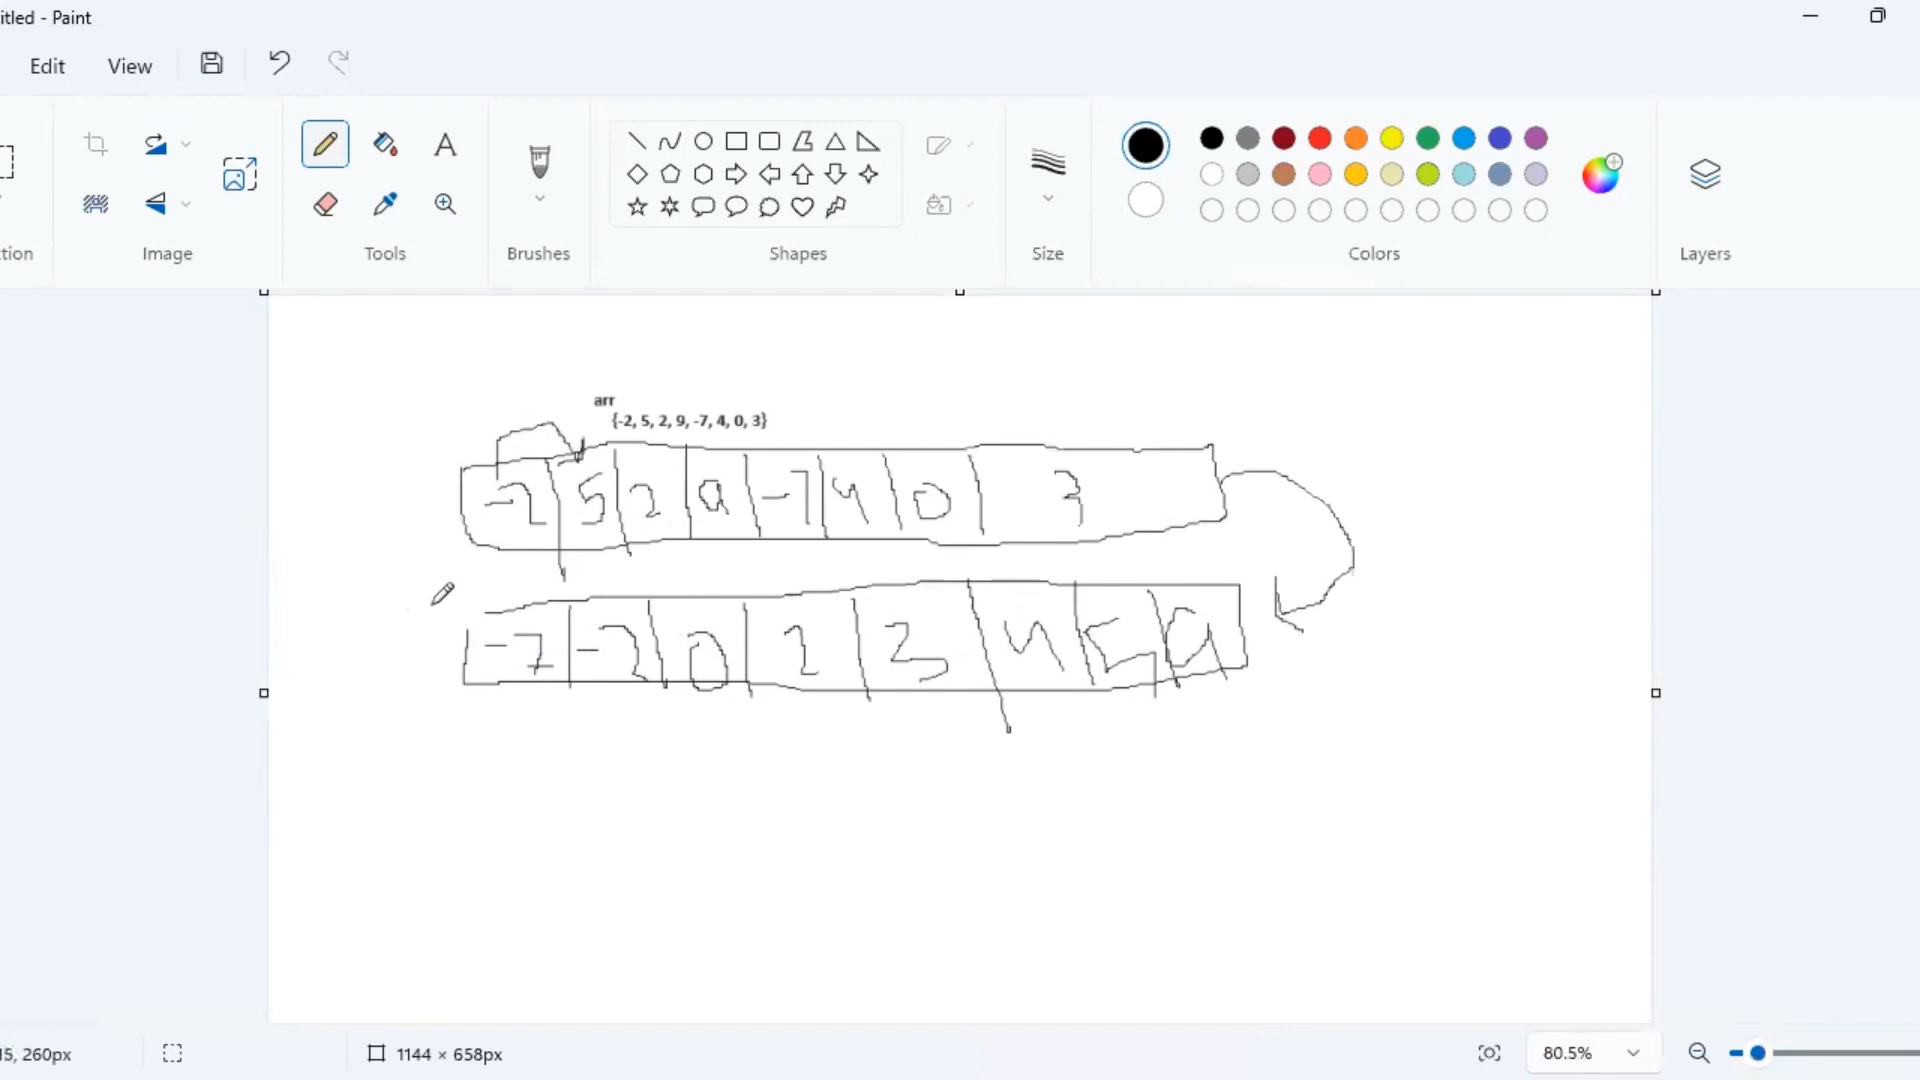 itled - Paint
Edit View
tion
Image
Tools
Brushes
Shapes
Size
Colors
Layers
arr
{-2, 5, 2, 9, -7, 4, 0, 3}
-2 5 2 9 -7 4 0 3
-7 -2 0 2 3 4 5 9
15, 260px
1144 × 658px
80.5%